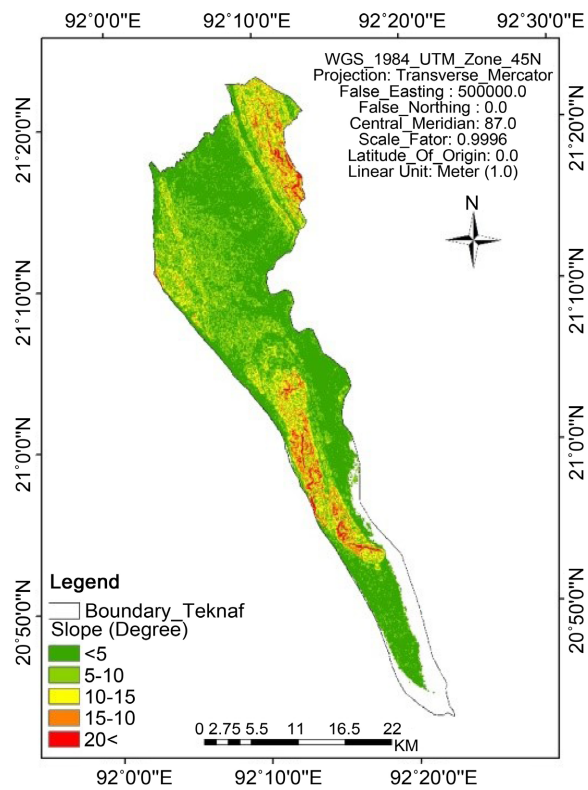 92°0'0"E 92°10'0"E 92°20'0"E 92°30'0"E
WGS_1984_UTM_Zone_45N
Projection: Transverse_Mercator
False_Easting : 500000.0
False_Northing : 0.0
Central_Meridian: 87.0
Scale_Fator: 0.9996
Latitude_Of_Origin: 0.0
Linear Unit: Meter (1.0)
N
21°20'0"N
21°20'0"N
21°10'0"N
21°10'0"N
21°0'0"N
21°0'0"N
20°50'0"N
20°50'0"N
Legend
Boundary_Teknaf
Slope (Degree)
<5
5-10
10-15
15-10
20<
0 2.75 5.5 11 16.5 22
KM
92°0'0"E 92°10'0"E 92°20'0"E